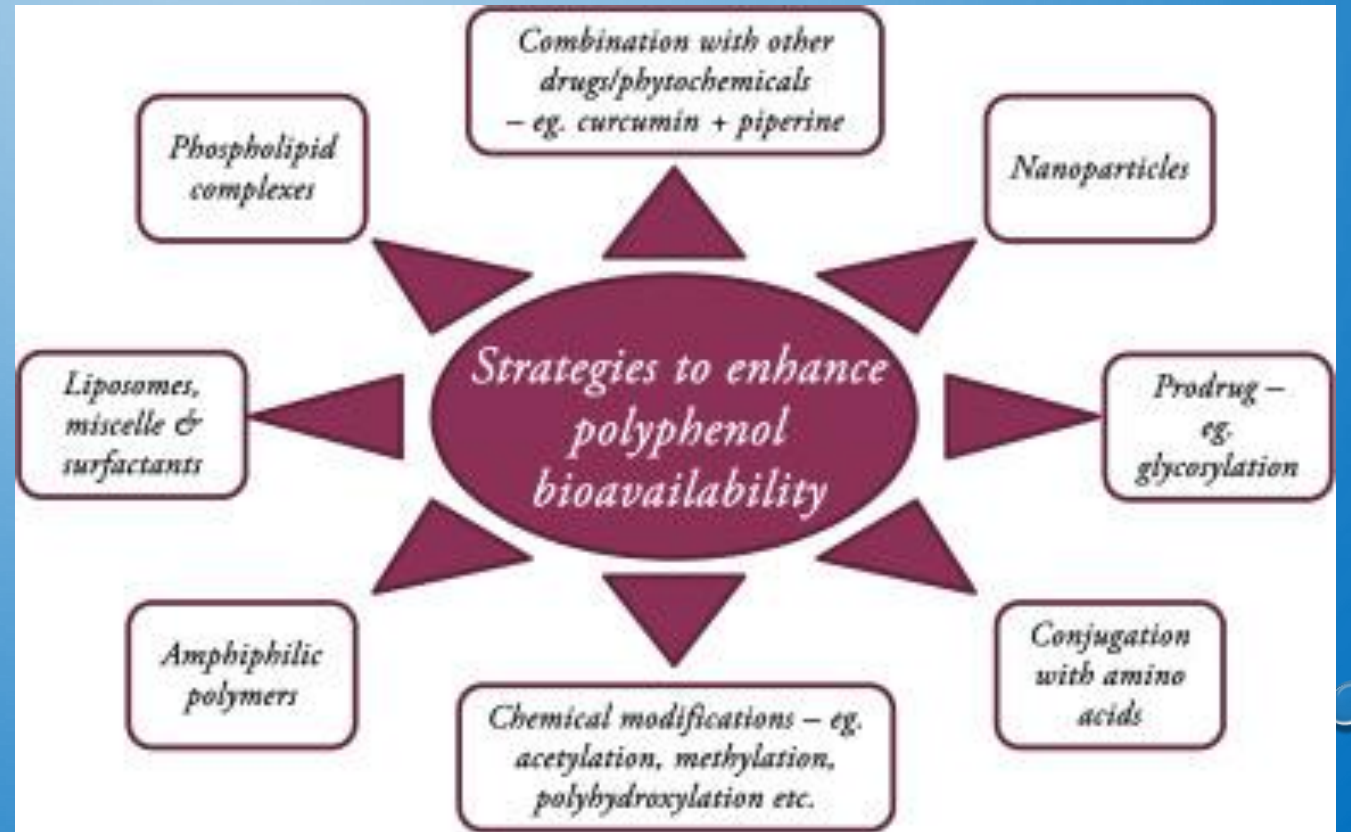 Combination with other
drugs/phytochemicals
– eg. curcumin + piperine
Phospholipid
complexes
Nanoparticles
Strategies to enhance
polyphenol
bioavailability
Liposomes,
miscelle &
surfactants
Prodrug –
eg.
glycosylation
Amphiphilic
polymers
Conjugation
with amino
acids
Chemical modifications – eg.
acetylation, methylation,
polyhydroxylation etc.